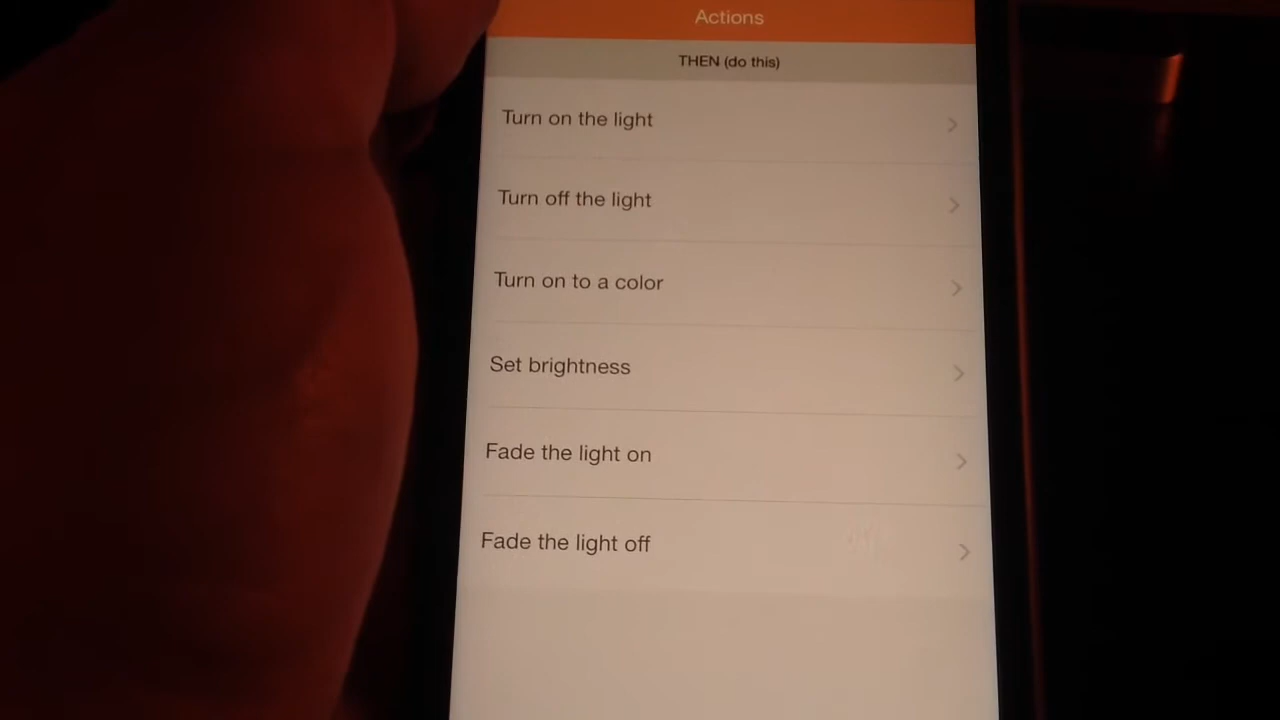 Actions
THEN (do this)
Turn on the light
Turn off the light
Turn on to a color
Set brightness
Fade the light on
Fade the light off